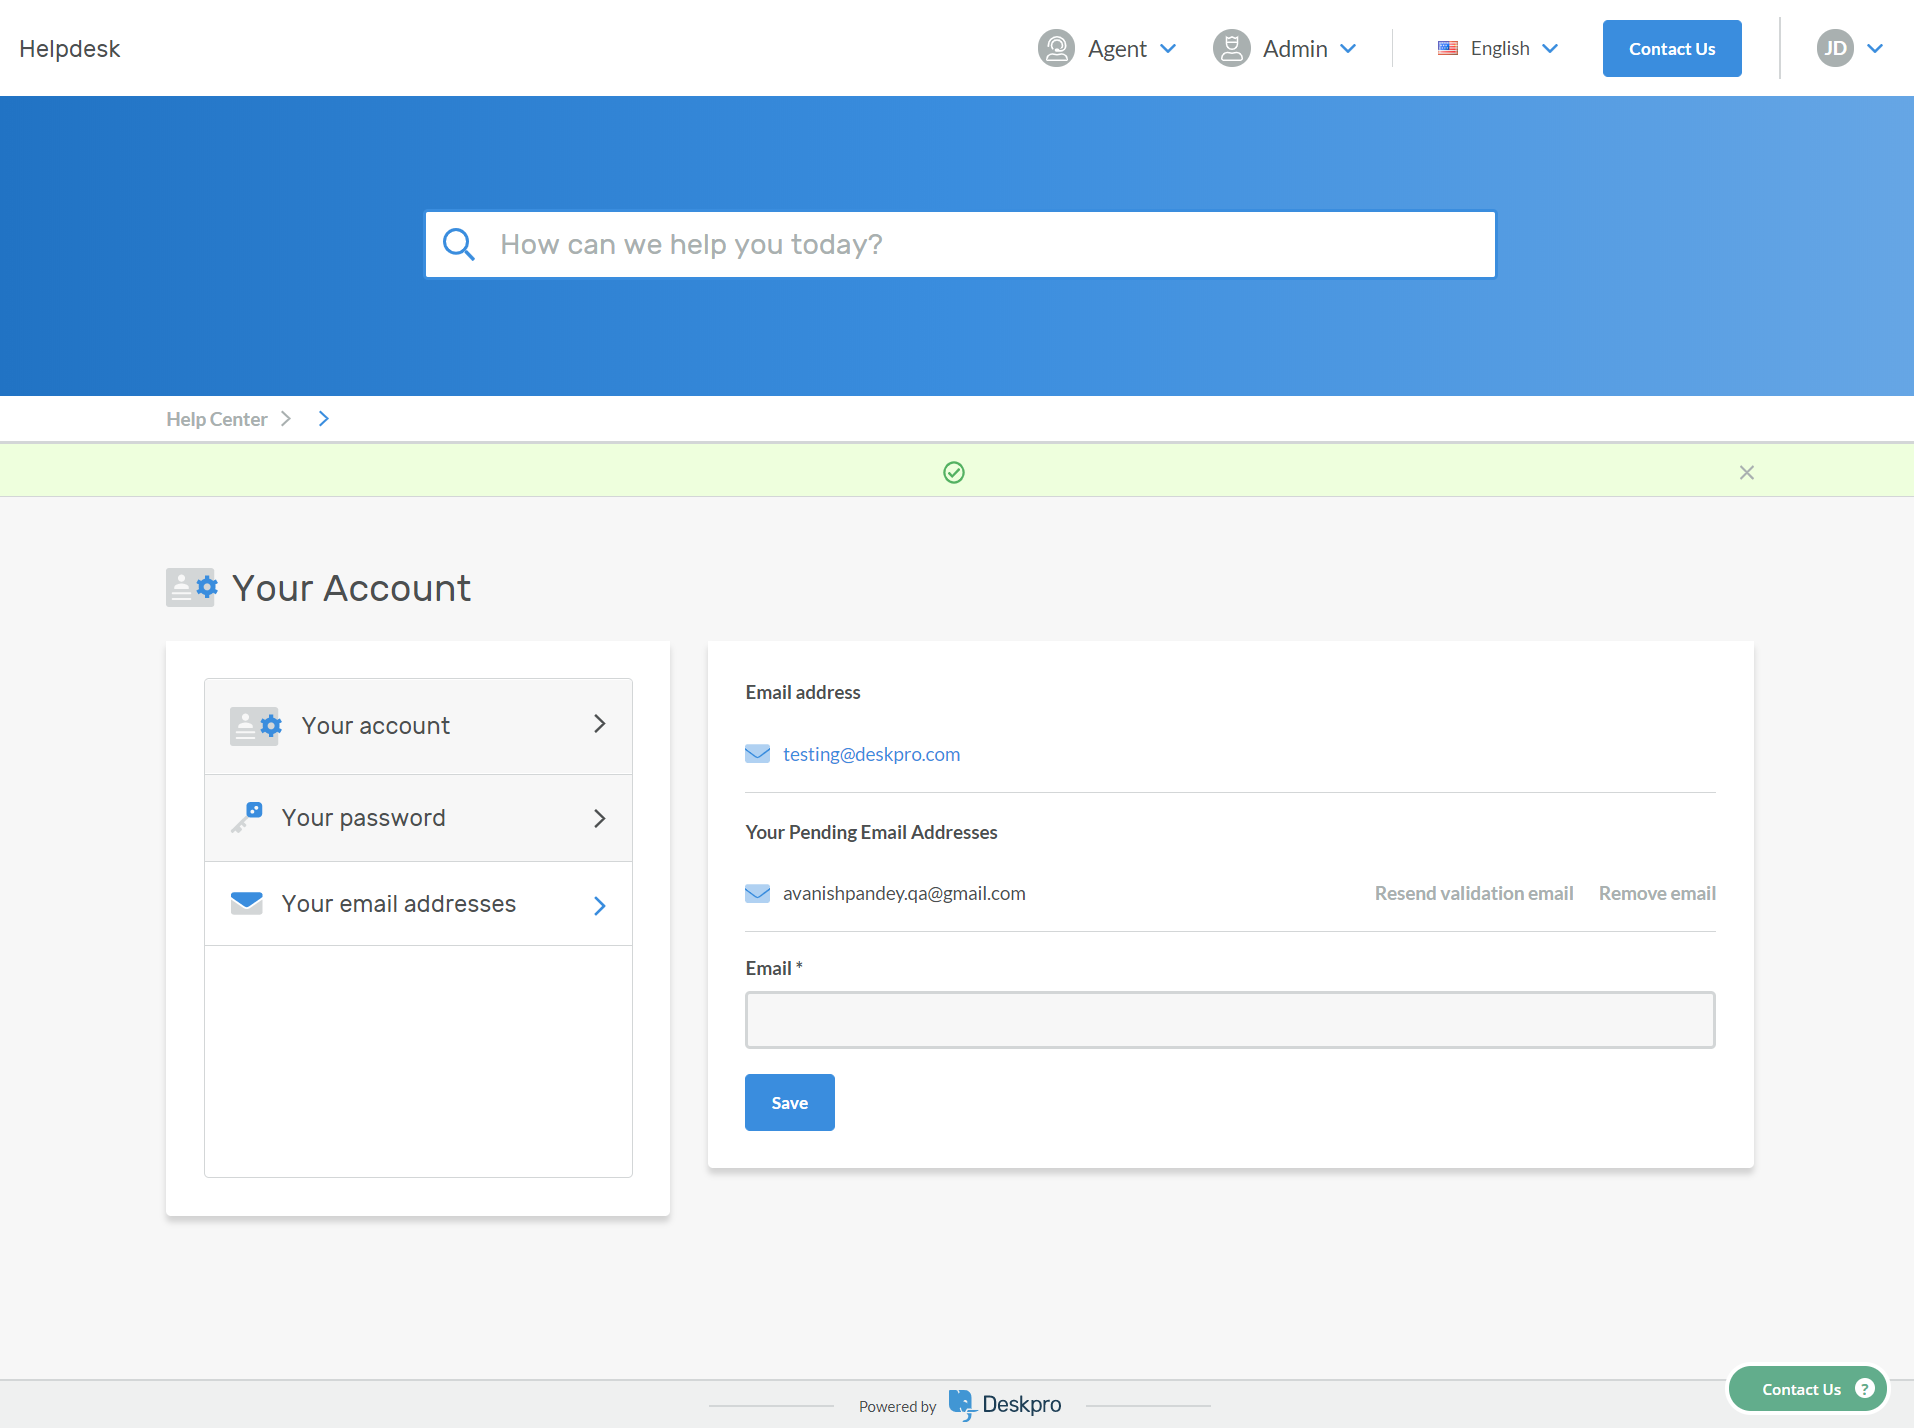 Helpdesk
Agent
Admin
English
Contact Us
JD
How can we help you today?
Help Center
Your Account
Your account
Your password
Your email addresses
Email address
testing@deskpro.com
Your Pending Email Addresses
avanishpandey.qa@gmail.com
Resend validation email
Remove email
Email *
Save
Powered by Deskpro
Contact Us ?